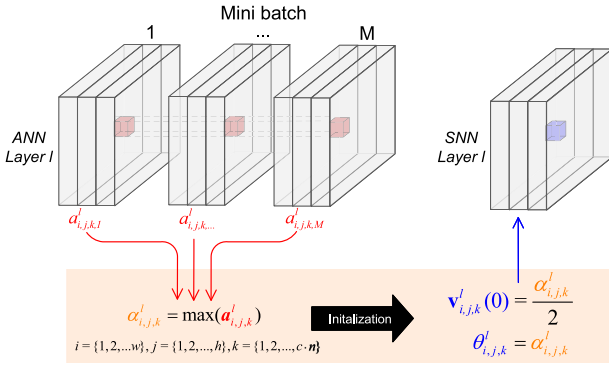 Mini batch
1 ... M
ANN
Layer l
SNN
Layer l
a^l_{i,j,k,1} a^l_{i,j,k,...} a^l_{i,j,k,M}
α^l_{i,j,k} = max(a^l_{i,j,k})
Initalization
i = {1, 2, ...w}, j = {1, 2, ..., h}, k = {1, 2, ..., c · n}
v^l_{i,j,k}(0) = α^l_{i,j,k} / 2
θ^l_{i,j,k} = α^l_{i,j,k}